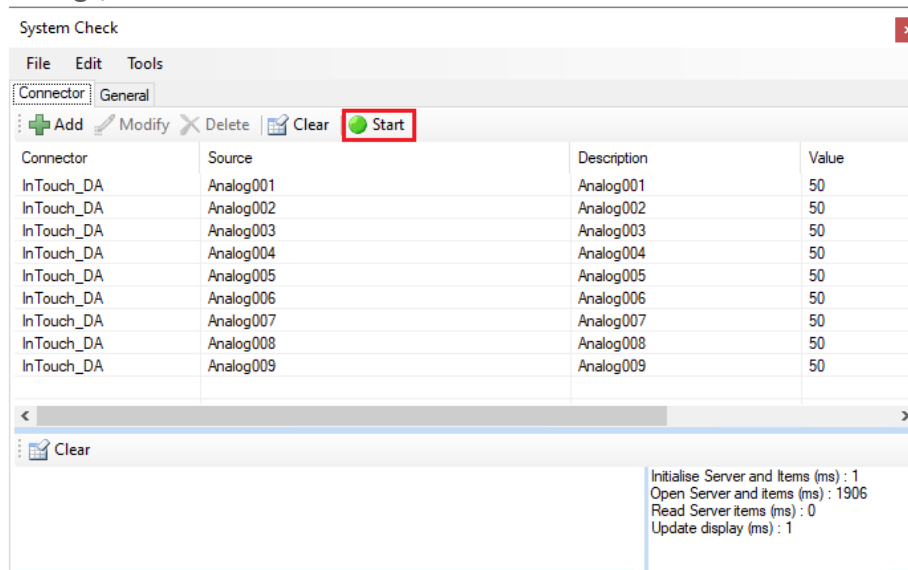 System Check
File Edit Tools
Connector General
Add Modify Delete Clear Start
Connector Source Description Value
InTouch_DA Analog001 Analog001 50
InTouch_DA Analog002 Analog002 50
InTouch_DA Analog003 Analog003 50
InTouch_DA Analog004 Analog004 50
InTouch_DA Analog005 Analog005 50
InTouch_DA Analog006 Analog006 50
InTouch_DA Analog007 Analog007 50
InTouch_DA Analog008 Analog008 50
InTouch_DA Analog009 Analog009 50
Clear
Initialise Server and Items (ms) : 1
Open Server and items (ms) : 1906
Read Server items (ms) : 0
Update display (ms) : 1